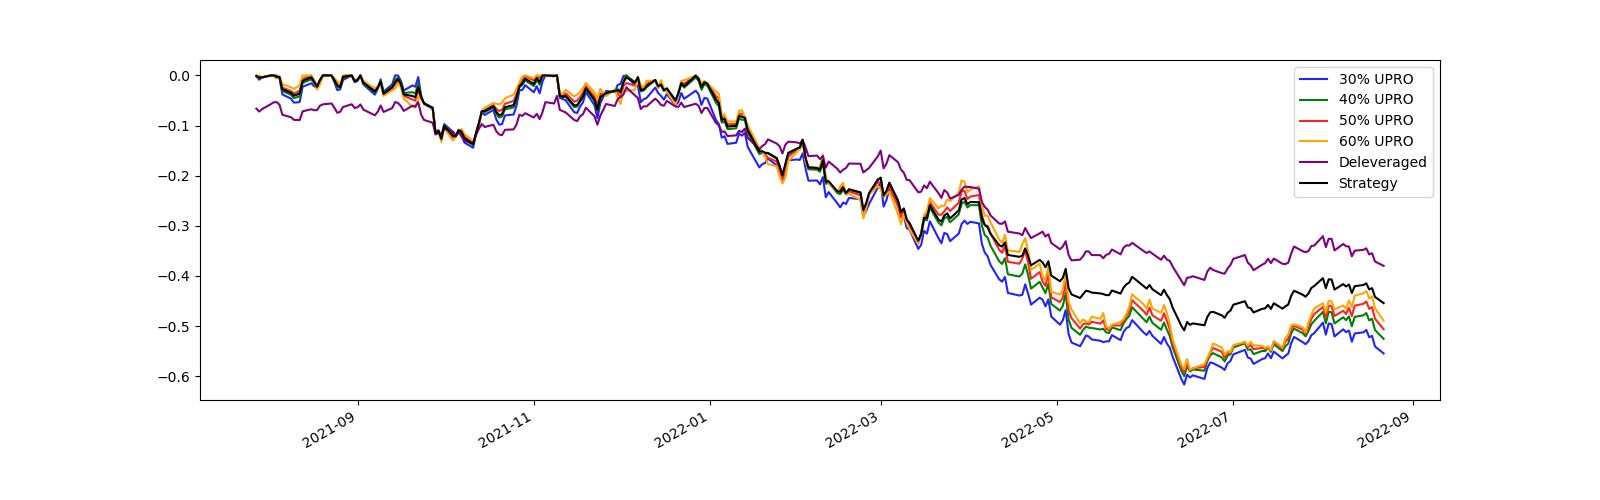 0.0
−0.1
−0.2
−0.3
−0.4
−0.5
−0.6
2021-09
2021-11
2022-01
2022-03
2022-05
2022-07
2022-09
30% UPRO
40% UPRO
50% UPRO
60% UPRO
Deleveraged
Strategy